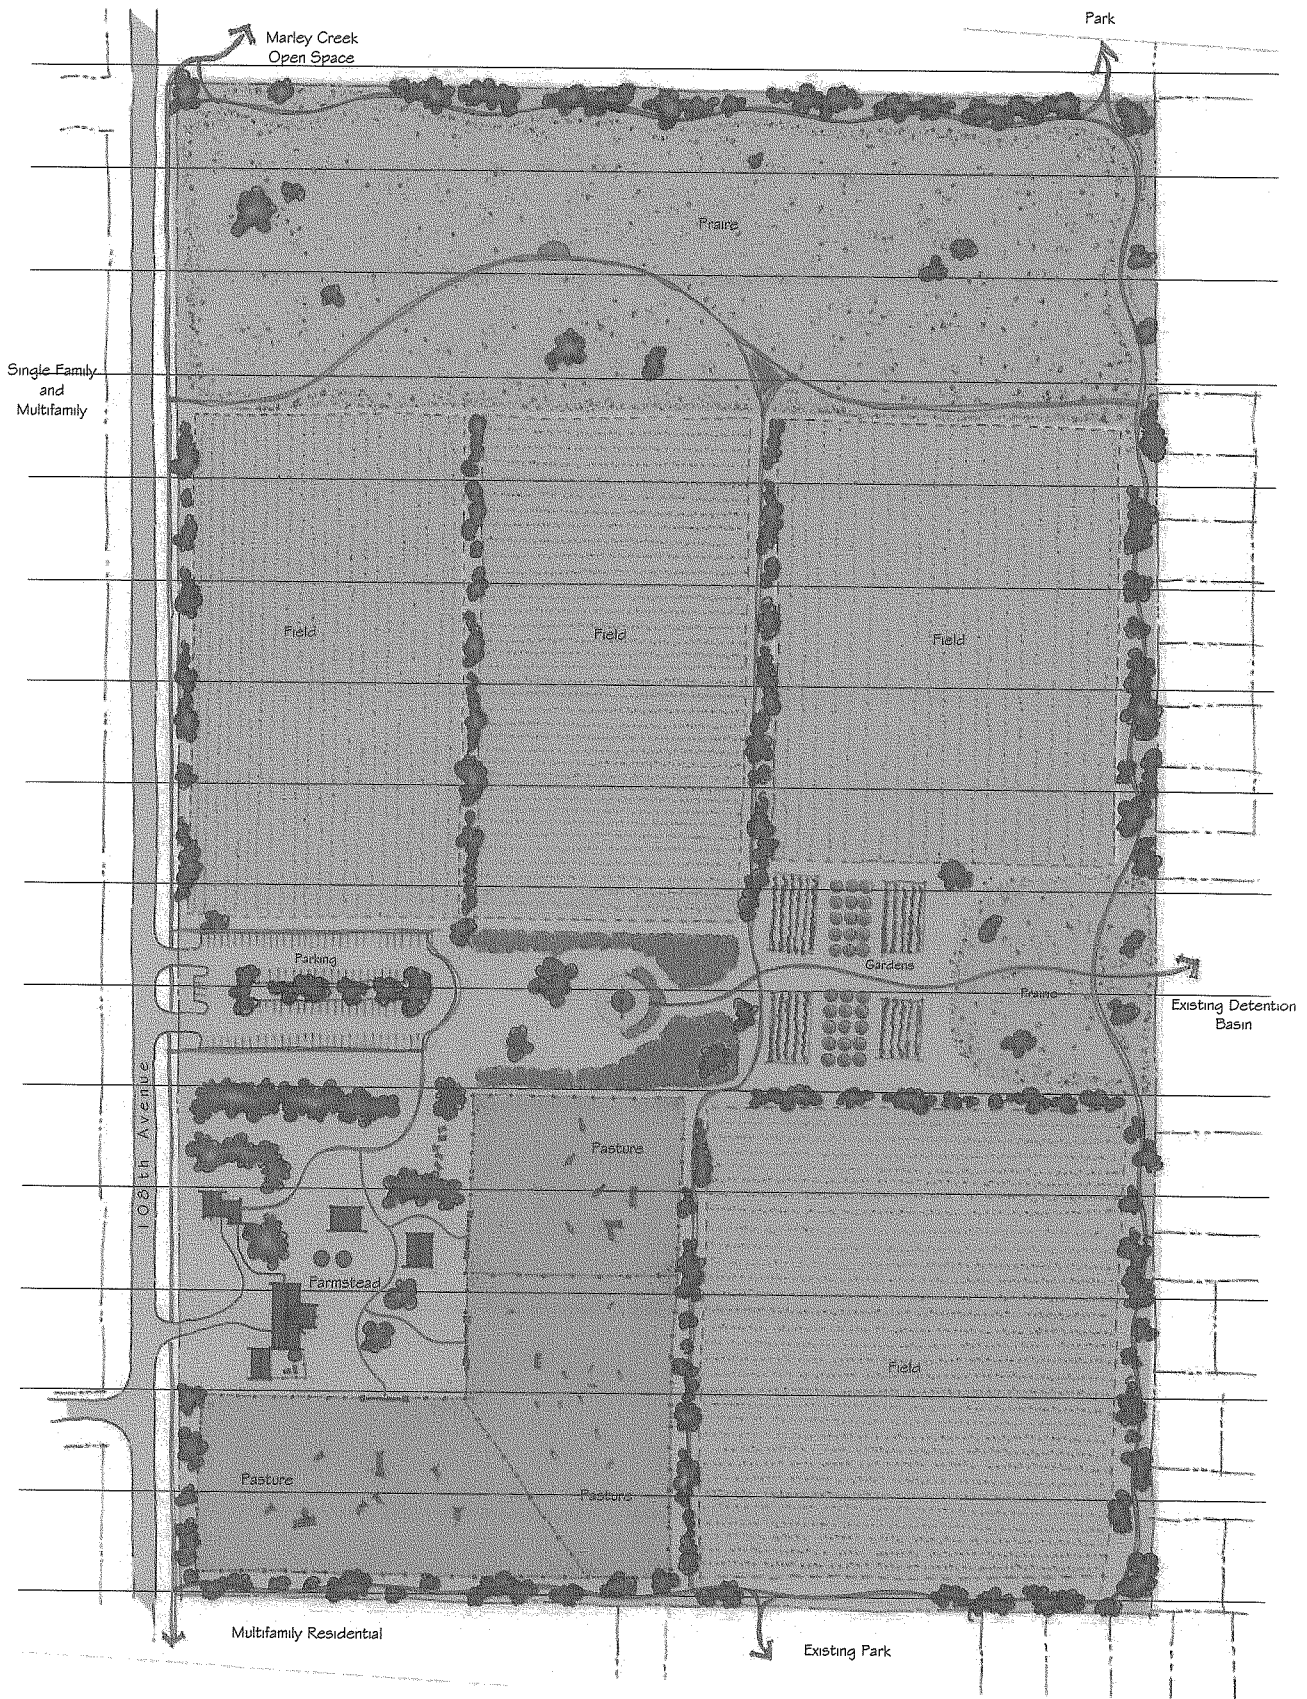 Park
Marley Creek
Open Space
Praire
Single Family
and
Multifamily
Field
Field
Field
Parking
Gardens
Praire
Existing Detention
Basin
108th Avenue
Pasture
Farmstead
Field
Pasture
Pasture
Multifamily Residential
Existing Park